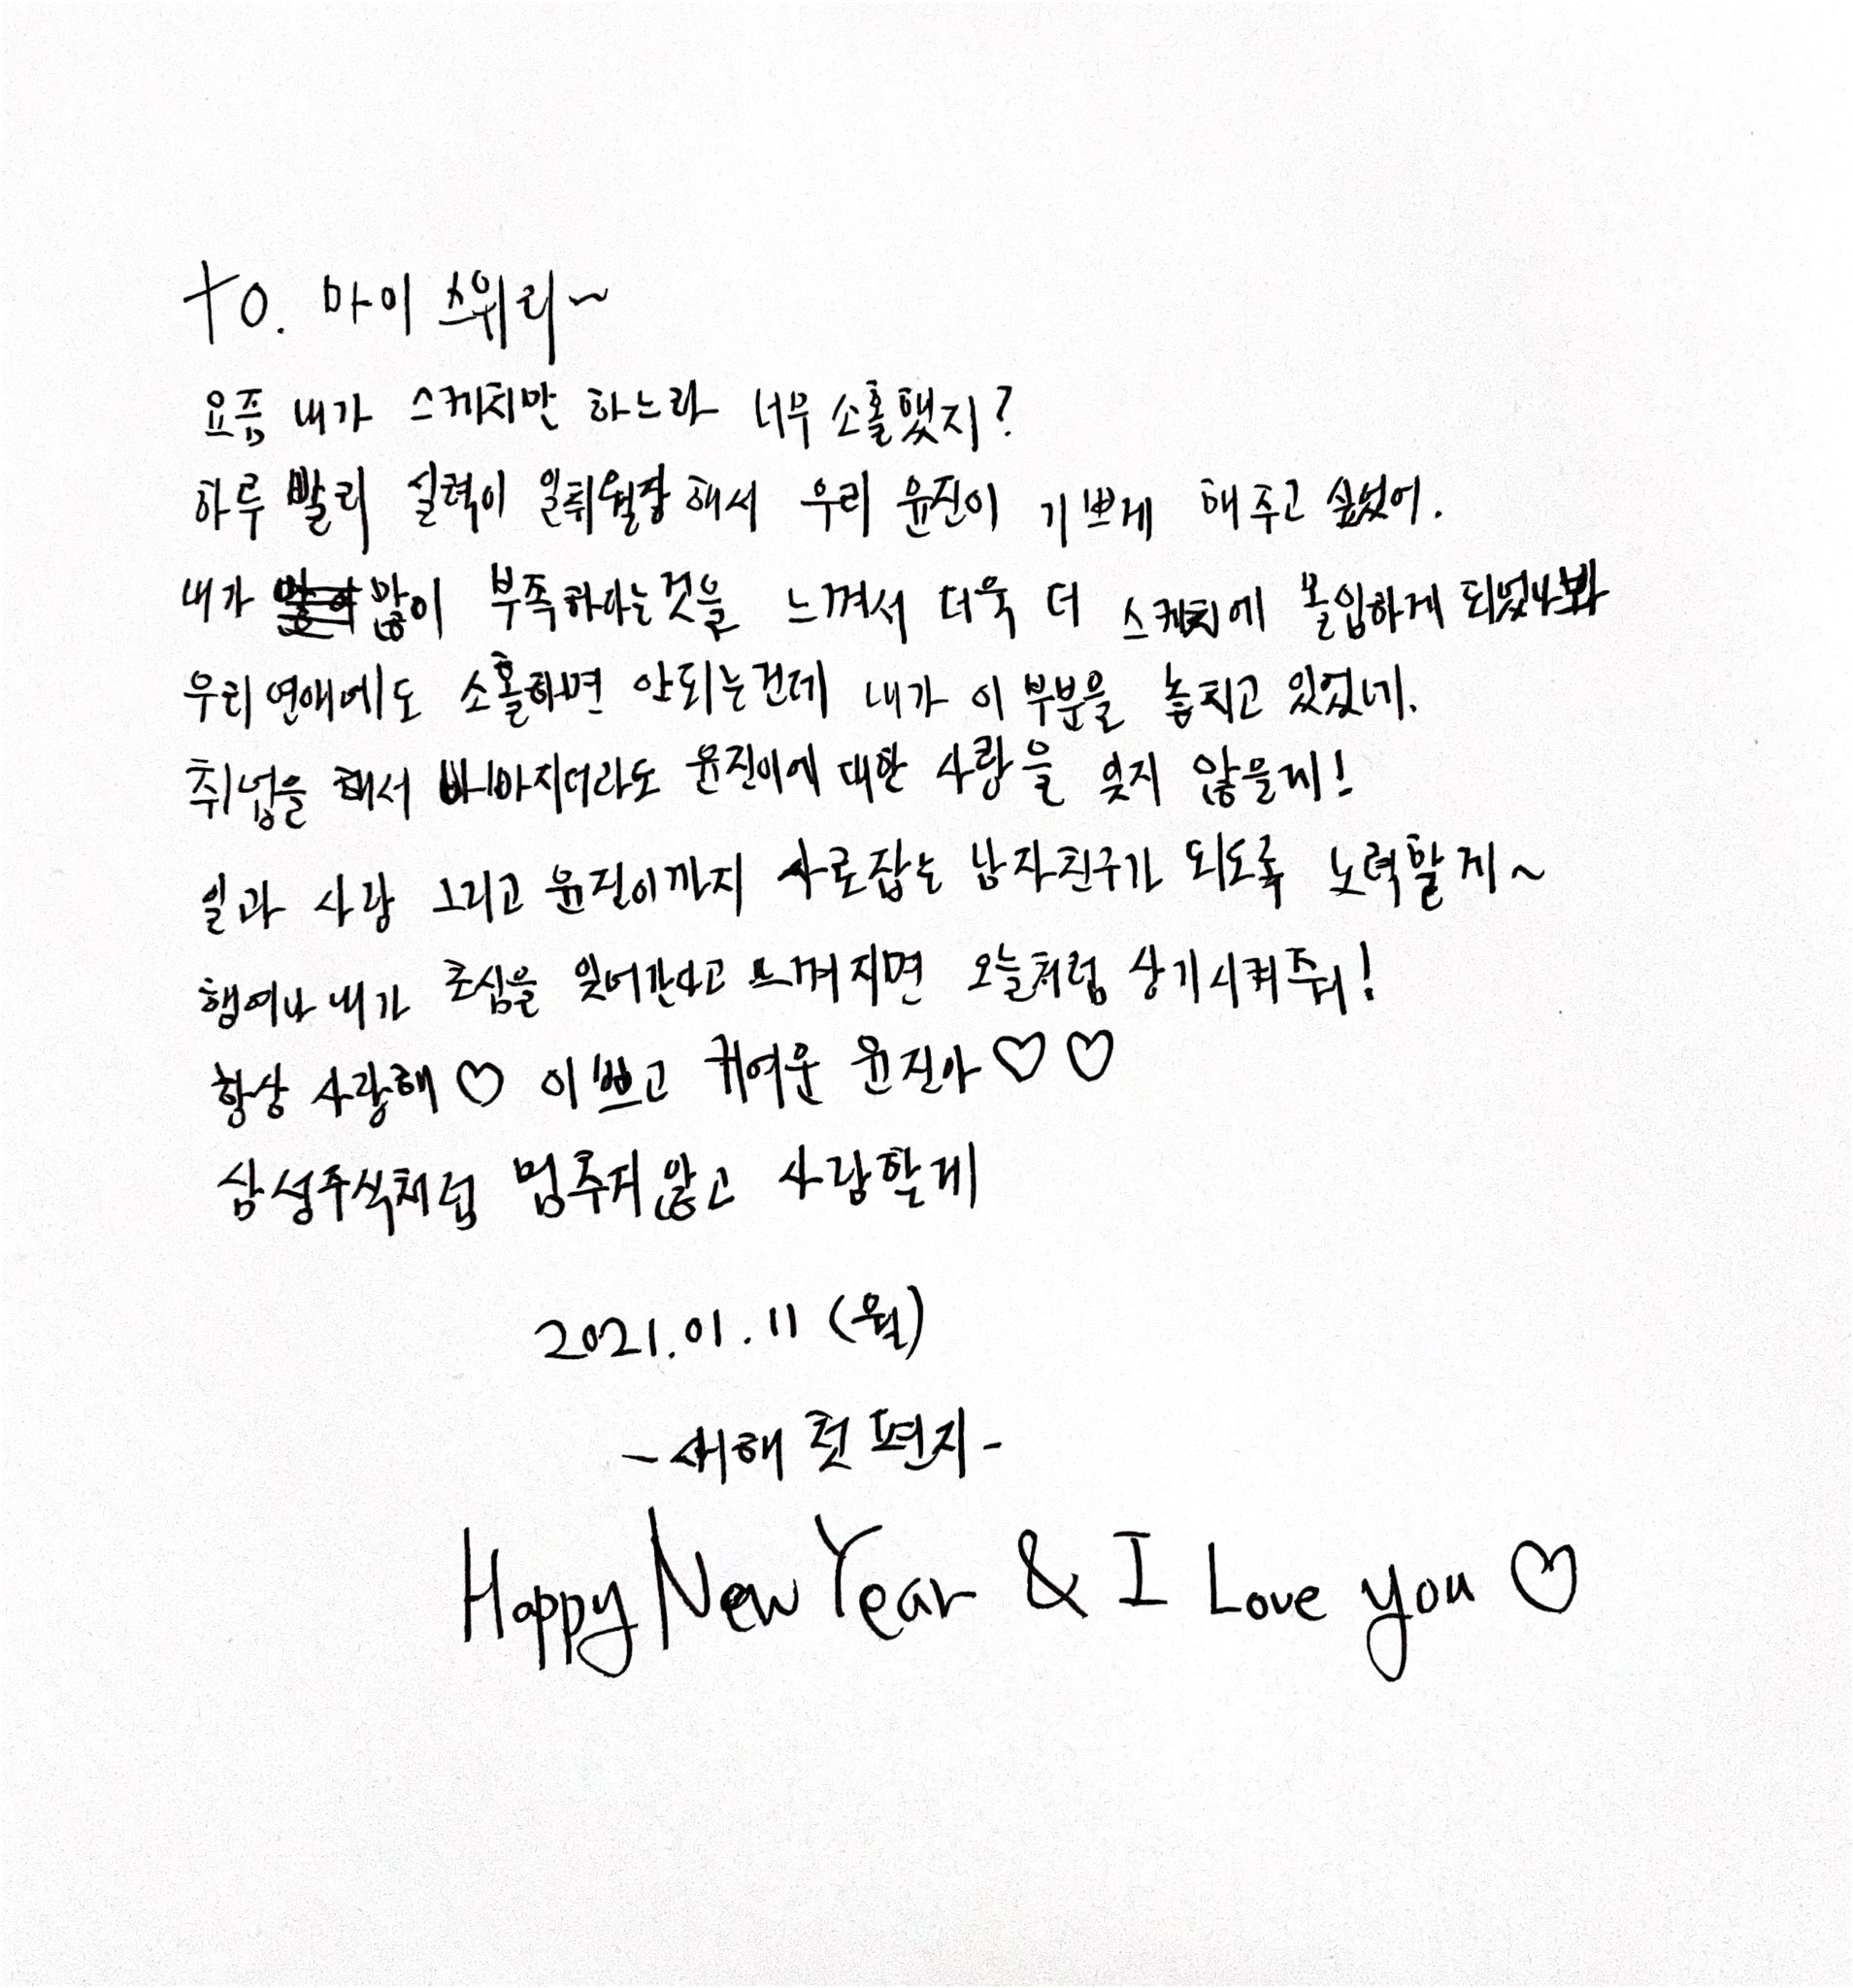 to. 마이 스위리~
요즘 내가 스케치만 하느라 너무 소홀했지?
하루 빨리 실력이 일취월장해서 우리 윤진이 기쁘게 해주고 싶었어.
내가 많이 부족하다는것을 느껴서 더욱 더 스케치에 몰입하게 되었나봐
우리 연애에도 소홀하면 안되는건데 내가 이 부분을 놓치고 있었네.
취업을 해서 바빠지더라도 윤진이에 대한 사랑을 잊지 않을게!
일과 사랑 그리고 윤진이까지 사로잡는 남자친구가 되도록 노력할게~
행여나 내가 초심을 잊어간다고 느껴지면 오늘처럼 상기시켜줘!
항상 사랑해♡ 이쁘고 귀여운 윤진아♡♡
삼성주식처럼 멈추지않고 사랑할게
2021.01.11 (월)
-새해 첫 편지-
Happy New Year & I Love you ♡